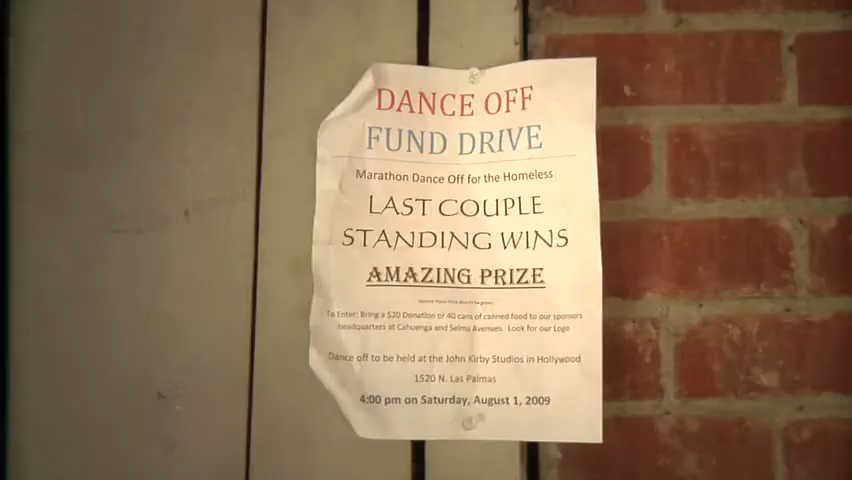 DANCE OFF
FUND DRIVE
Marathon Dance Off for the Homeless
LAST COUPLE
STANDING WINS
AMAZING PRIZE
To Enter: Bring a $20 Donation or 40 cans of canned food to our sponsors
headquarters at Cahuenga and Selma Avenues. Look for our Logo
Dance off to be held at the John Kirby Studios in Hollywood
1520 N. Las Palmas
4:00 pm on Saturday, August 1, 2009